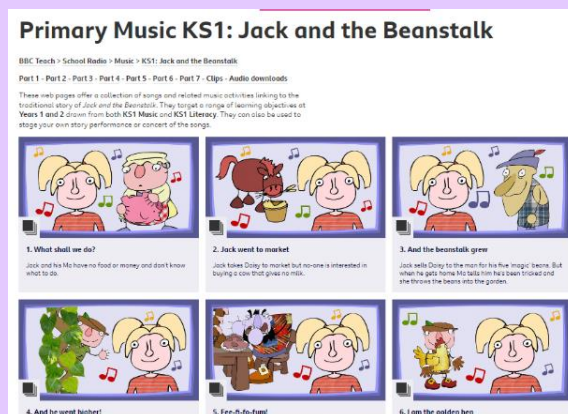 Primary Music KS1: Jack and the Beanstalk
BBC Teach > School Radio > Music > KS1: Jack and the Beanstalk
Part 1 - Part 2 - Part 3 - Part 4 - Part 5 - Part 6 - Part 7 - Clips - Audio downloads
These web pages offer a collection of songs and related music activities linking to the
traditional story of Jack and the Beanstalk. They target a range of learning objectives at
Years 1 and 2 drawn from both KS1 Music and KS1 Literacy. They can also be used to
stage your own story performance or concert of the songs.
1. What shall we do?
Jack and his Mo have no food or money and don't know
what to do.
2. Jack went to market
Jack takes Daisy to market but no-one is interested in
buying a cow that gives no milk.
3. And the beanstalk grew
Jack sells Daisy to the man for his five 'magic' beans. But
when he gets home Mo tells him he's been tricked and
she throws the beans into the garden.
4. And he went higher!
5. Fee-fi-fo-fum!
6. I am the golden hen